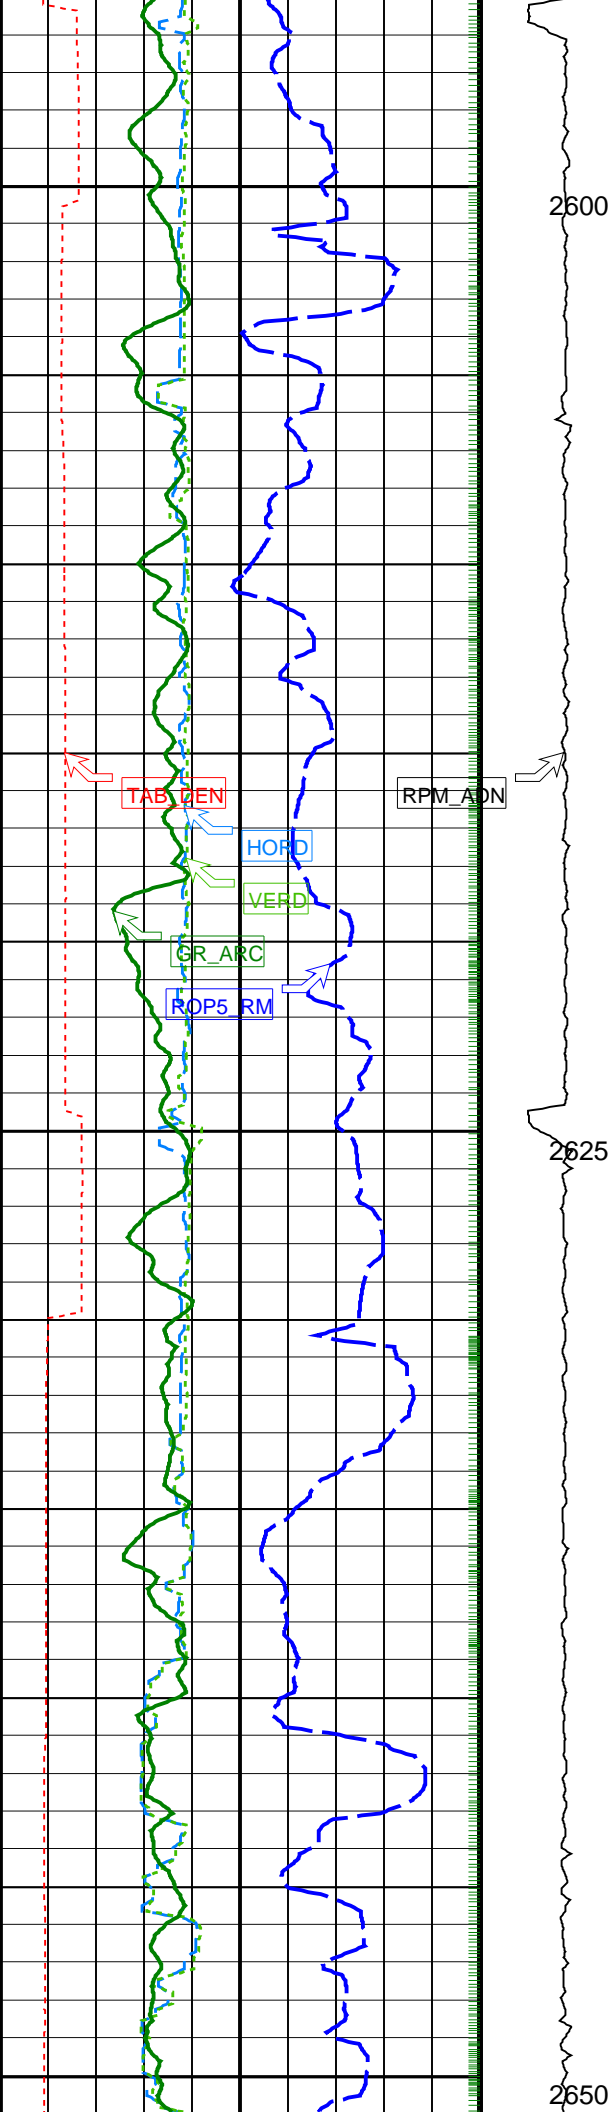 2600
TAB_DEN
RPM_ADN
HORD
VERD
GR_ARC
ROP5_RM
2625
2650